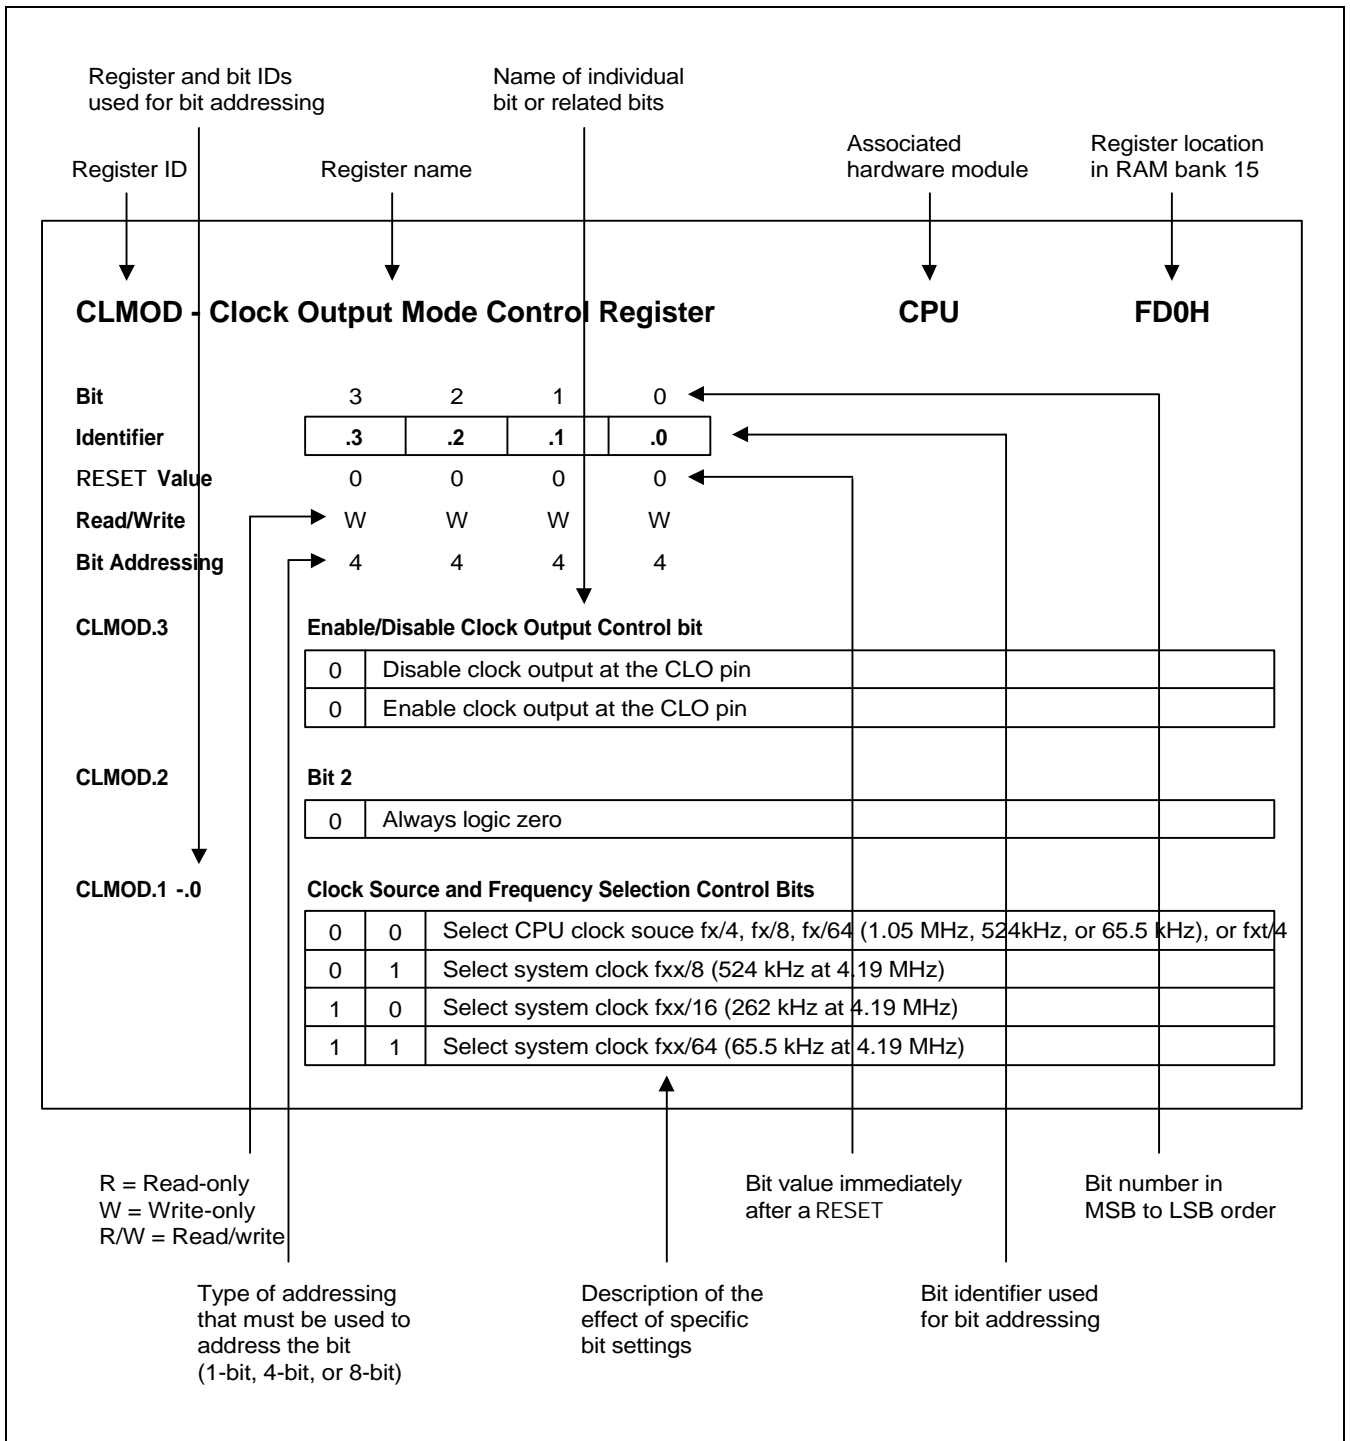 Register and bit IDs
used for bit addressing
Name of individual
bit or related bits
Associated
hardware module
Register location
in RAM bank 15
Register ID
Register name
CLMOD - Clock Output Mode Control Register CPU FD0H
Bit 3 2 1 0
Identifier .3 .2 .1 .0
RESET Value 0 0 0 0
Read/Write W W W W
Bit Addressing 4 4 4 4
CLMOD.3 Enable/Disable Clock Output Control bit
0 Disable clock output at the CLO pin
0 Enable clock output at the CLO pin
CLMOD.2 Bit 2
0 Always logic zero
CLMOD.1 -.0 Clock Source and Frequency Selection Control Bits
0 0 Select CPU clock souce fx/4, fx/8, fx/64 (1.05 MHz, 524kHz, or 65.5 kHz), or fxt/4
0 1 Select system clock fxx/8 (524 kHz at 4.19 MHz)
1 0 Select system clock fxx/16 (262 kHz at 4.19 MHz)
1 1 Select system clock fxx/64 (65.5 kHz at 4.19 MHz)
R = Read-only
W = Write-only
R/W = Read/write
Bit value immediately
after a RESET
Bit number in
MSB to LSB order
Type of addressing
that must be used to
address the bit
(1-bit, 4-bit, or 8-bit)
Description of the
effect of specific
bit settings
Bit identifier used
for bit addressing